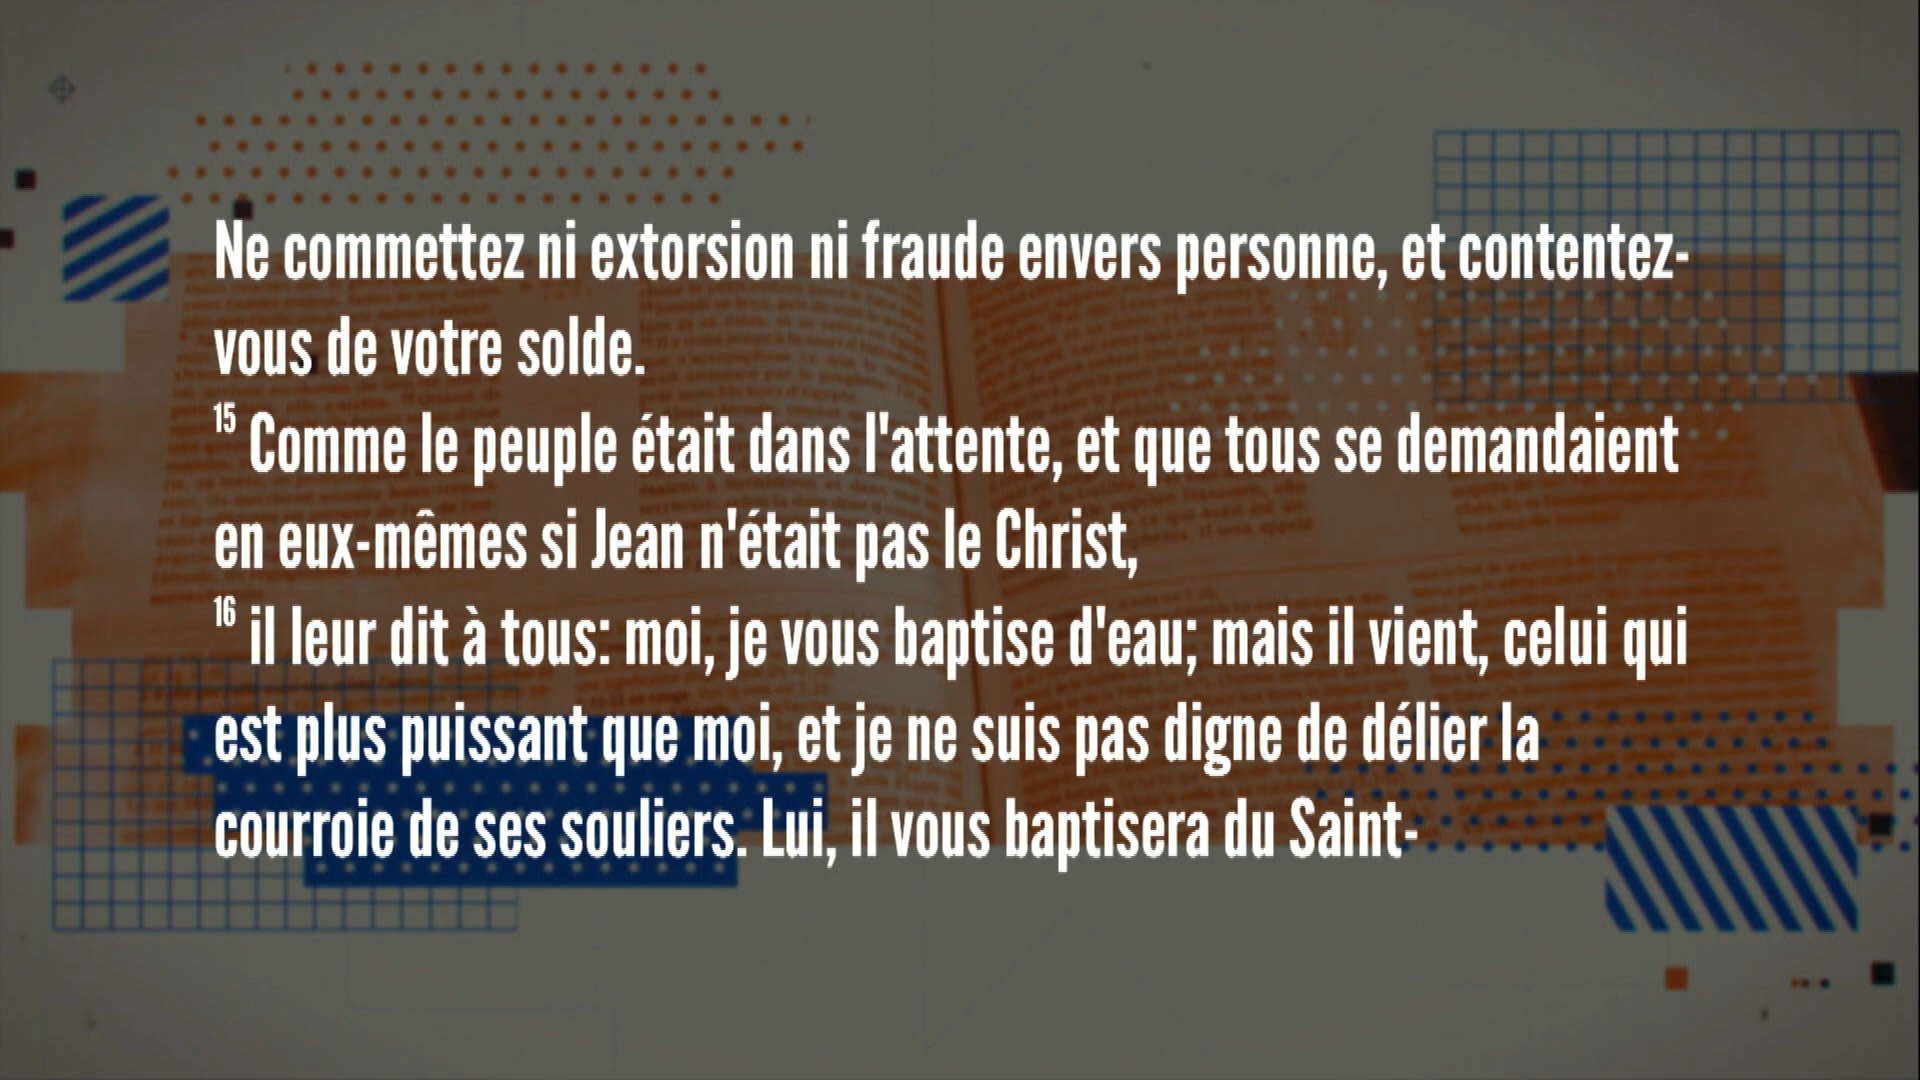 Ne commettez ni extorsion ni fraude envers personne, et contentez-
vous de votre solde.
15 Comme le peuple était dans l'attente, et que tous se demandaient
en eux-mêmes si Jean n'était pas le Christ,
16 il leur dit à tous: moi, je vous baptise d'eau; mais il vient, celui qui
est plus puissant que moi, et je ne suis pas digne de délier la
courroie de ses souliers. Lui, il vous baptisera du Saint-